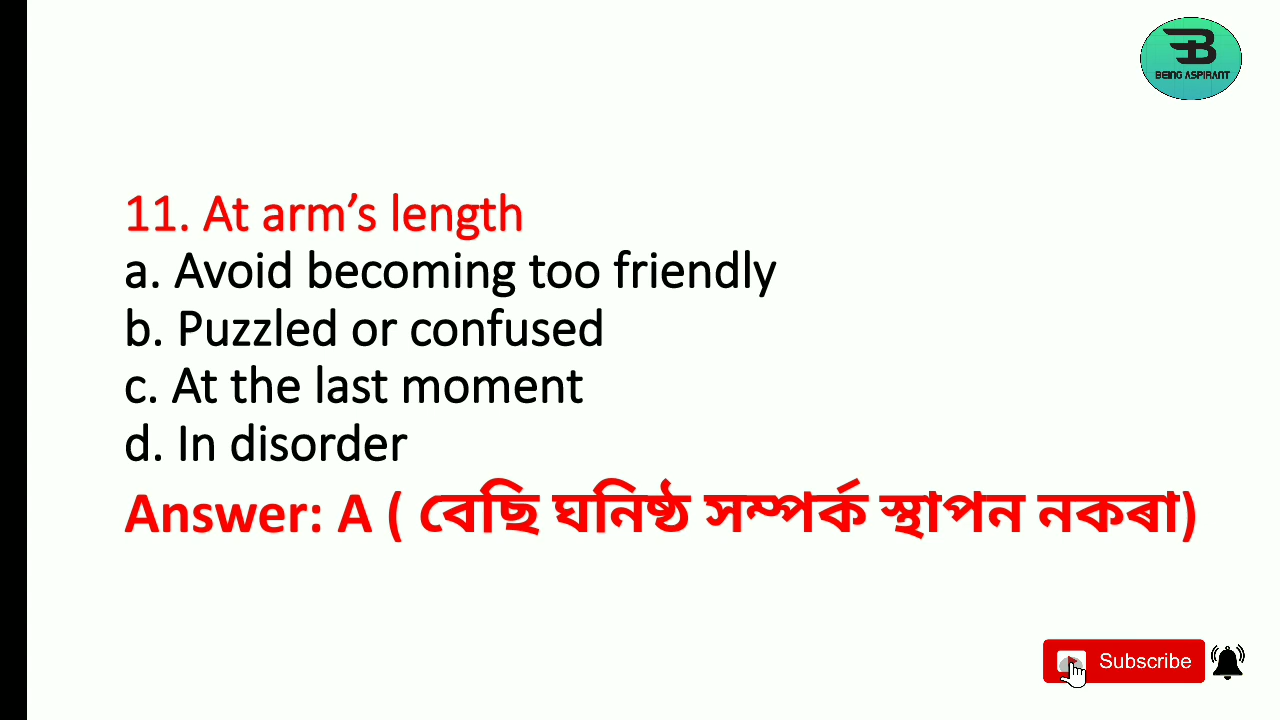 BEING ASPIRANT
11. At arm’s length
a. Avoid becoming too friendly
b. Puzzled or confused
c. At the last moment
d. In disorder
Answer: A ( বেছি ঘনিষ্ঠ সম্পৰ্ক স্থাপন নকৰা)
Subscribe